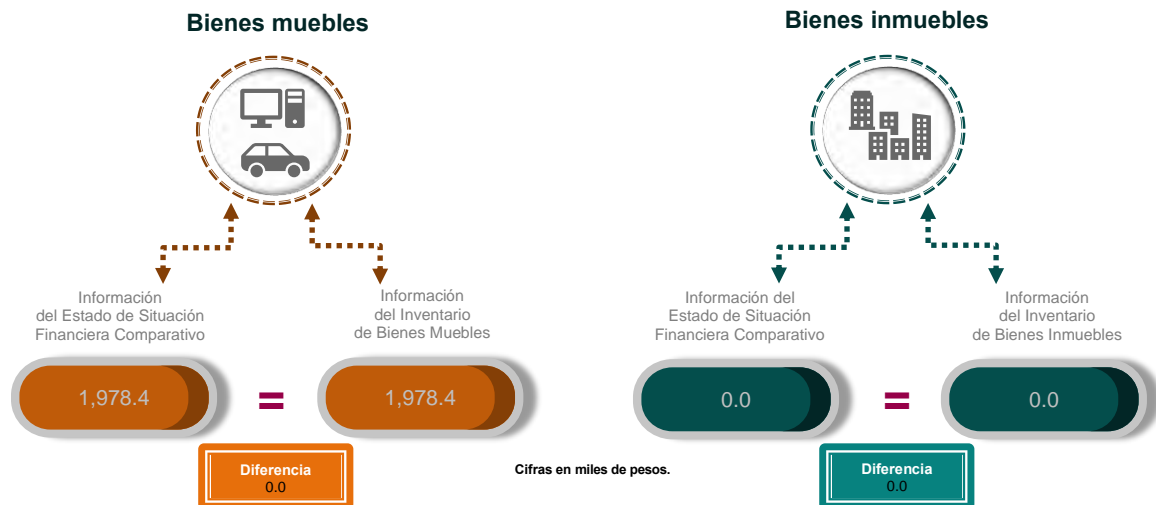 Bienes muebles
Información
del Estado de Situación
Financiera Comparativo
Información
del Inventario
de Bienes Muebles
1,978.4
=
1,978.4
Diferencia
0.0
Bienes inmuebles
Información del
Estado de Situación
Financiera Comparativo
Información
del Inventario
de Bienes Inmuebles
0.0
=
0.0
Diferencia
0.0
Cifras en miles de pesos.